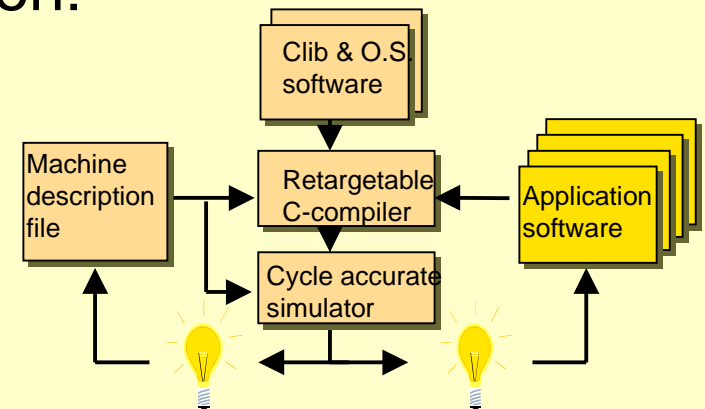 Clib & O.S.
software
Machine
description
file
Retargetable
C-compiler
Application
software
Cycle accurate
simulator